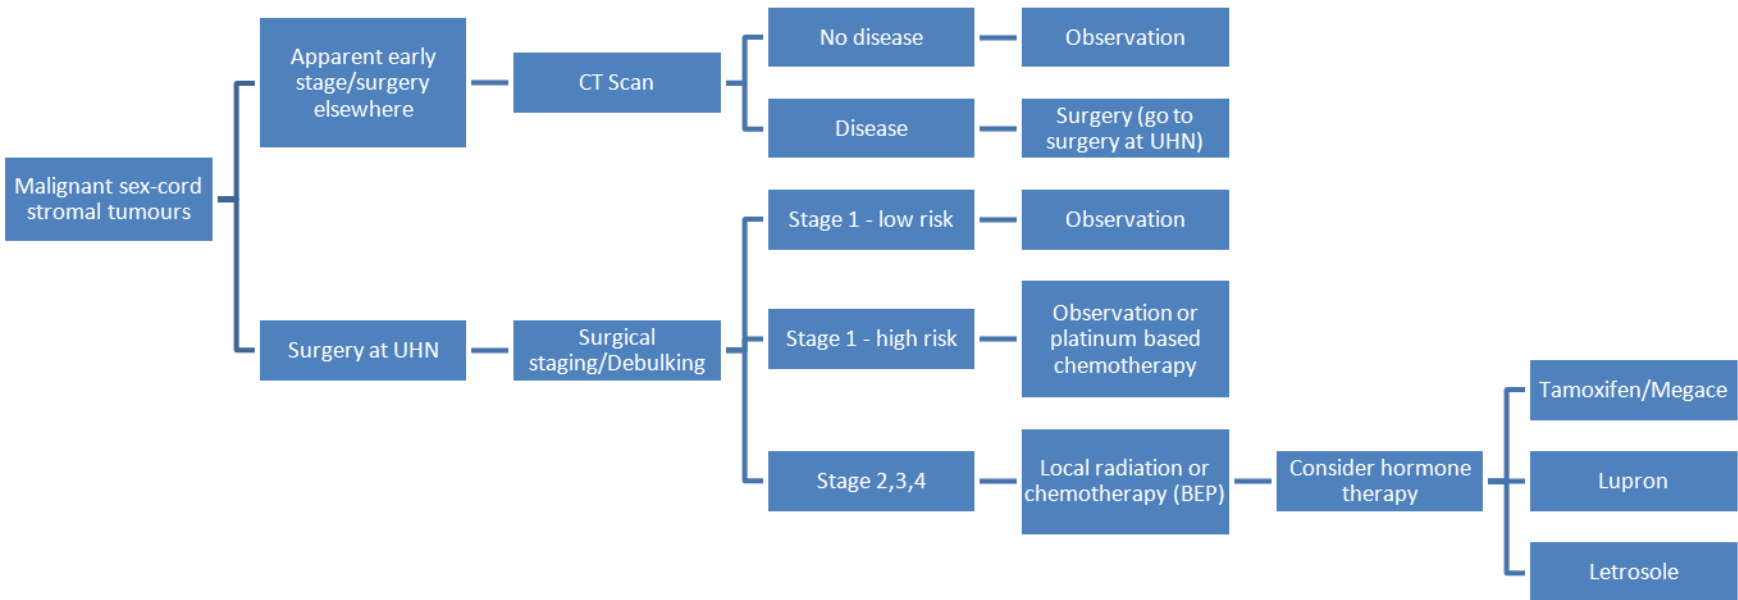 Malignant sex-cord
stromal tumours
Apparent early
stage/surgery
elsewhere
CT Scan
No disease
Observation
Disease
Surgery (go to
surgery at UHN)
Surgery at UHN
Surgical
staging/Debulking
Stage 1 - low risk
Observation
Stage 1 - high risk
Observation or
platinum based
chemotherapy
Stage 2,3,4
Local radiation or
chemotherapy (BEP)
Consider hormone
therapy
Tamoxifen/Megace
Lupron
Letrosole